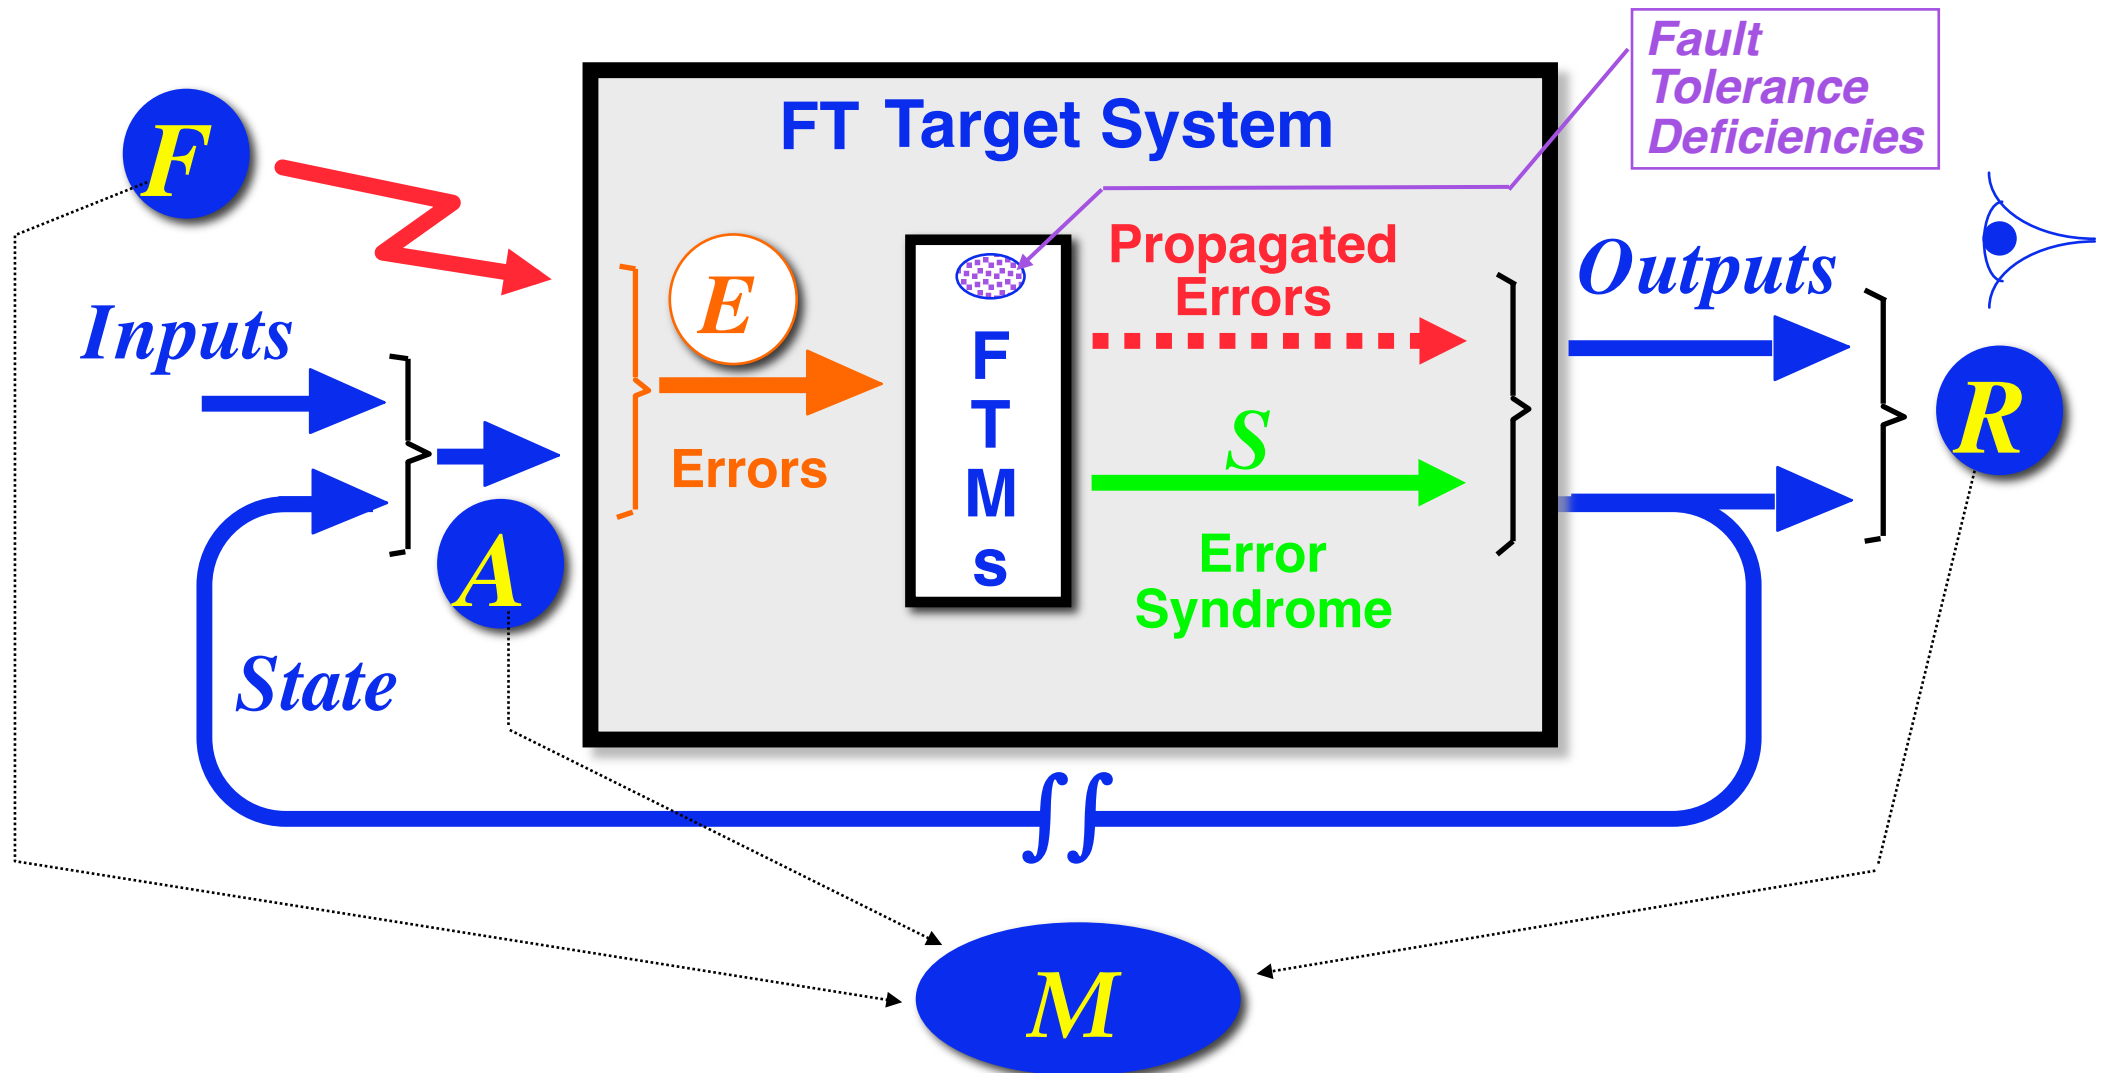 Fault
Tolerance
Deficiencies
FT Target System
F
Inputs
E
Errors
F
T
M
s
Propagated
Errors
S
Error
Syndrome
Outputs
R
A
State
∬
M